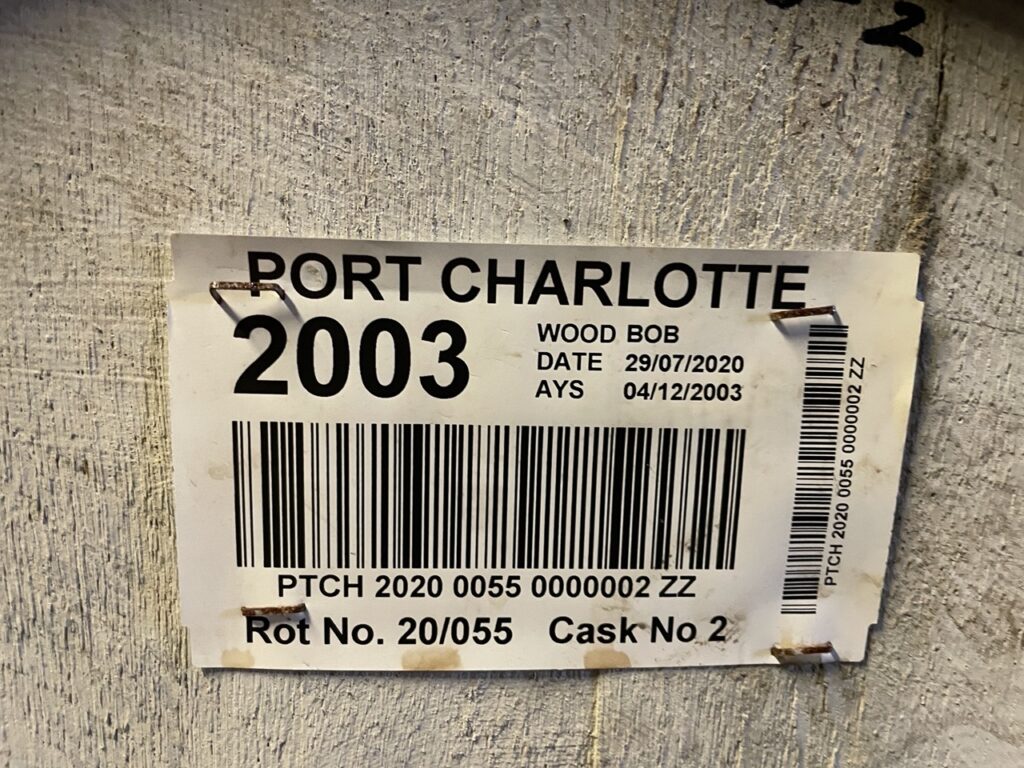 2
PORT CHARLOTTE
2003
WOOD BOB
DATE 29/07/2020
AYS 04/12/2003
PTCH 2020 0055 0000002 ZZ
Rot No. 20/055 Cask No 2
PTCH 2020 0055 0000002 ZZ